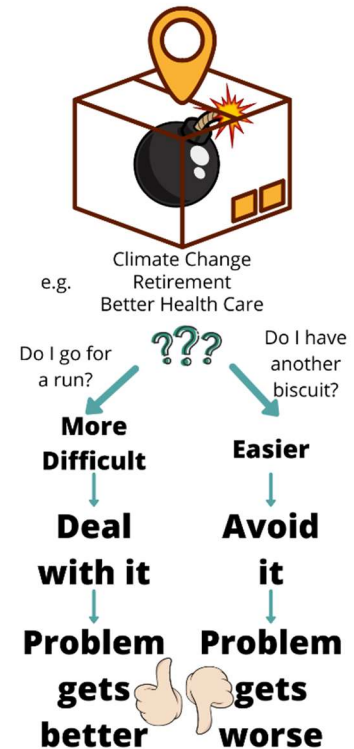 Climate Change
e.g. Retirement
Better Health Care
???
Do I go for
a run?
Do I have
another
biscuit?
More
Difficult
Easier
Deal
with it
Avoid
it
Problem
gets
better
Problem
gets
worse